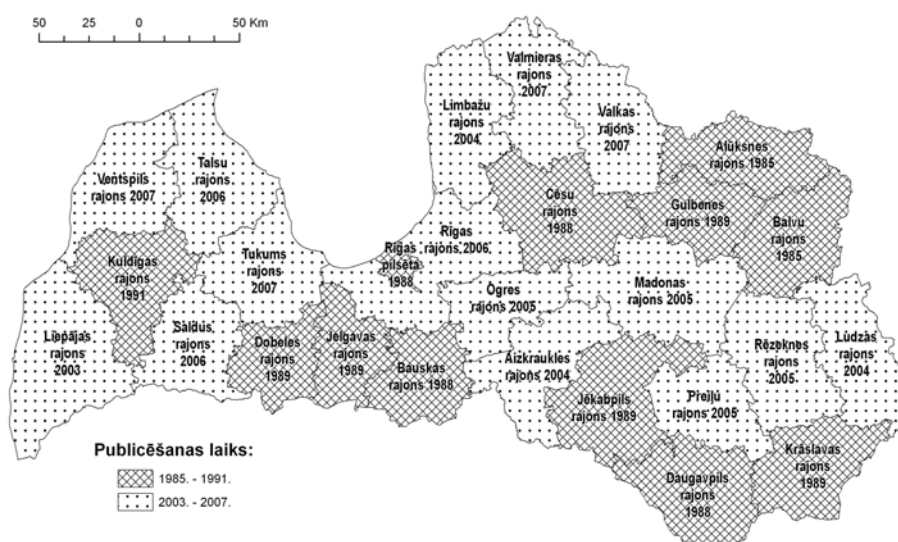 50 25 0 50 Km
Valmieras
rajons
2007
Limbažu
rajons
2004
Valkas
rajons
2007
Alūksnes
rajons 1985
Ventspils
rajons 2007
Talsu
rajons
2006
Cēsu
rajons
1988
Gulbenes
rajons 1989
Balvu
rajons
1985
Kuldīgas
rajons
1991
Tukums
rajons
2007
Rīgas
pilsēta
1988
Rīgas
rajons 2006
Ogres
rajons 2005
Madonas
rajons 2005
Liepājas
rajons
2003
Saldus
rajons
2006
Dobeles
rajons
1989
Jelgavas
rajons
1989
Bauskas
rajons 1988
Aizkraukles
rajons 2004
Rēzeknes
rajons
2005
Ludzas
rajons
2004
Jēkabpils
rajons 1989
Preiļu
rajons 2005
Daugavpils
rajons
1988
Krāslavas
rajons
1989
Publicēšanas laiks:
1985. - 1991.
2003. - 2007.